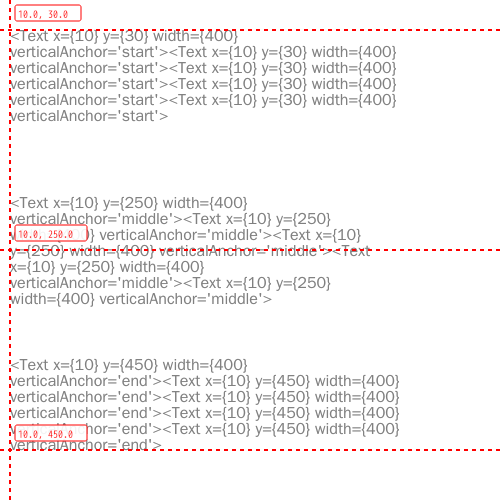 10.0, 30.0
<Text x={10} y={30} width={400}
verticalAnchor='start'><Text x={10} y={30} width={400}
verticalAnchor='start'><Text x={10} y={30} width={400}
verticalAnchor='start'><Text x={10} y={30} width={400}
verticalAnchor='start'><Text x={10} y={30} width={400}
verticalAnchor='start'>
<Text x={10} y={250} width={400}
verticalAnchor='middle'><Text x={10} y={250}
10.0, 250.0
} verticalAnchor='middle'><Text x={10}
y={250} width={400} verticalAnchor='middle'><Text
x={10} y={250} width={400}
verticalAnchor='middle'><Text x={10} y={250}
width={400} verticalAnchor='middle'>
<Text x={10} y={450} width={400}
verticalAnchor='end'><Text x={10} y={450} width={400}
verticalAnchor='end'><Text x={10} y={450} width={400}
verticalAnchor='end'><Text x={10} y={450} width={400}
10.0, 450.0
'end'><Text x={10} y={450} width={400}
verticalAnchor='end'>